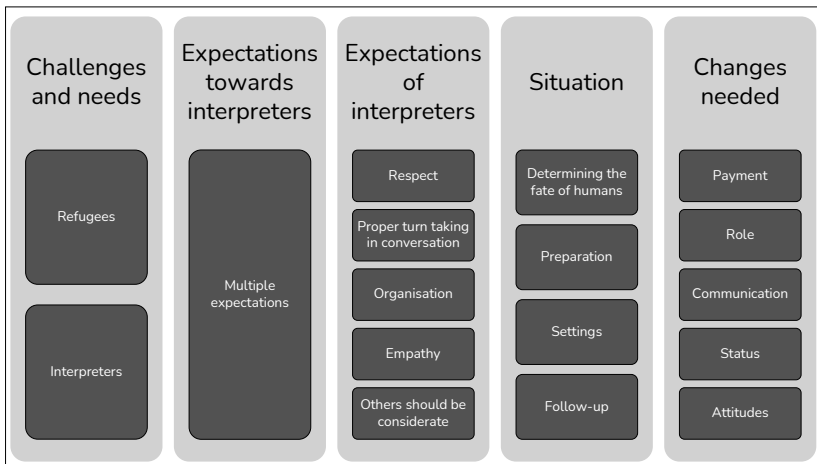 Challenges
and needs
Refugees
Interpreters
Expectations
towards
interpreters
Multiple
expectations
Expectations
of
interpreters
Respect
Proper turn taking
in conversation
Organisation
Empathy
Others should be
considerate
Situation
Determining the
fate of humans
Preparation
Settings
Follow-up
Changes
needed
Payment
Role
Communication
Status
Attitudes